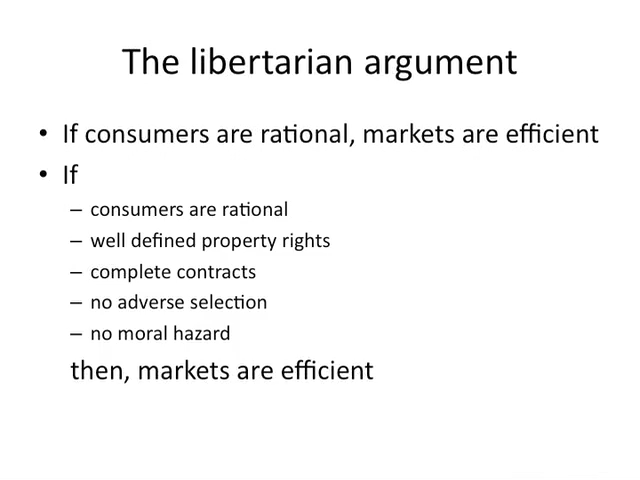 The libertarian argument
• If consumers are rational, markets are efficient
• If
– consumers are rational
– well defined property rights
– complete contracts
– no adverse selection
– no moral hazard
then, markets are efficient